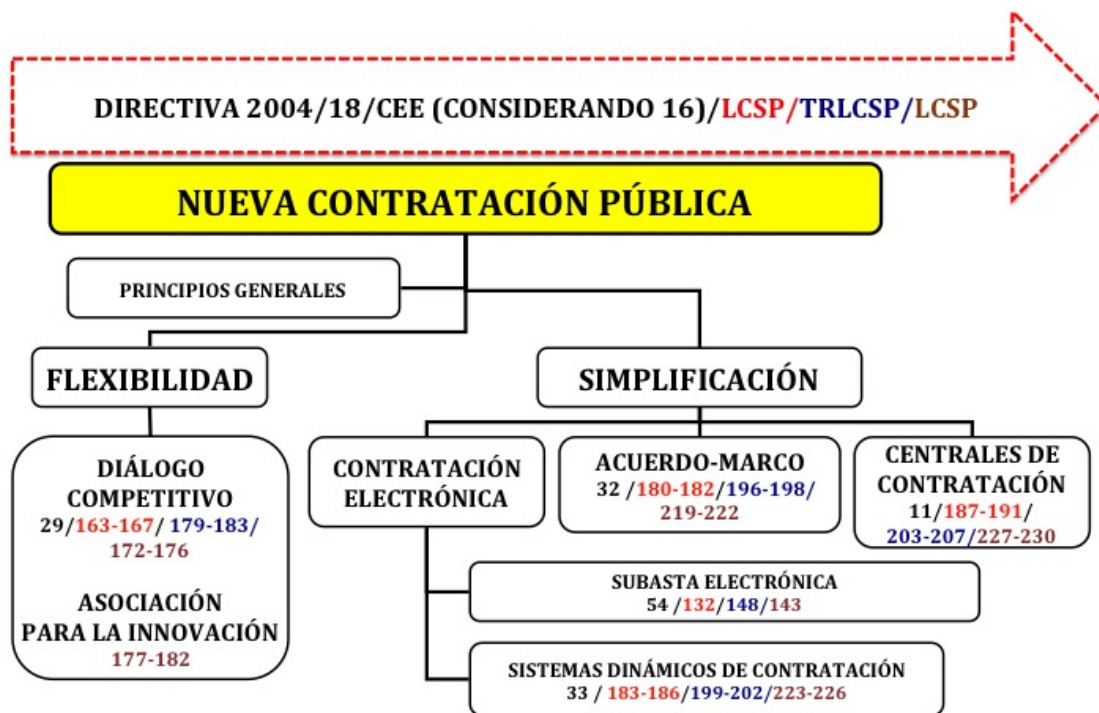 DIRECTIVA 2004/18/CEE (CONSIDERANDO 16)/LCSP/TRLCSP/LCSP
NUEVA CONTRATACIÓN PÚBLICA
PRINCIPIOS GENERALES
FLEXIBILIDAD
SIMPLIFICACIÓN
DIÁLOGO
COMPETITIVO
29/163-167/ 179-183/
172-176
ASOCIACIÓN
PARA LA INNOVACIÓN
177-182
CONTRATACIÓN
ELECTRÓNICA
ACUERDO-MARCO
32 /180-182/196-198/
219-222
CENTRALES DE
CONTRATACIÓN
11/187-191/
203-207/227-230
SUBASTA ELECTRÓNICA
54 /132/148/143
SISTEMAS DINÁMICOS DE CONTRATACIÓN
33 / 183-186/199-202/223-226